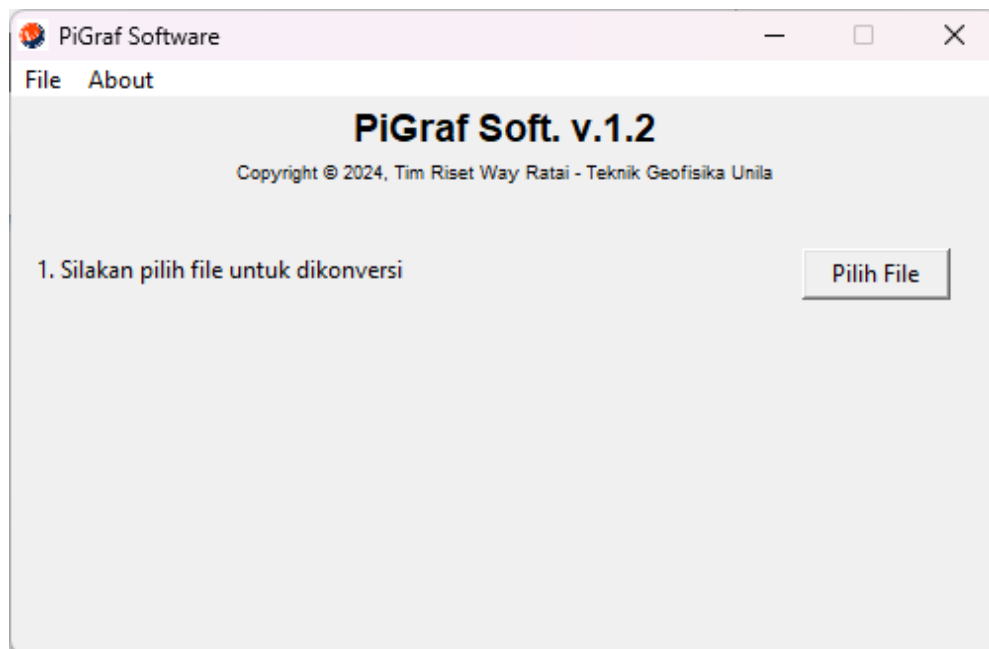 PiGraf Software
File About
PiGraf Soft. v.1.2
Copyright © 2024, Tim Riset Way Ratai - Teknik Geofisika Unila
1. Silakan pilih file untuk dikonversi
Pilih File